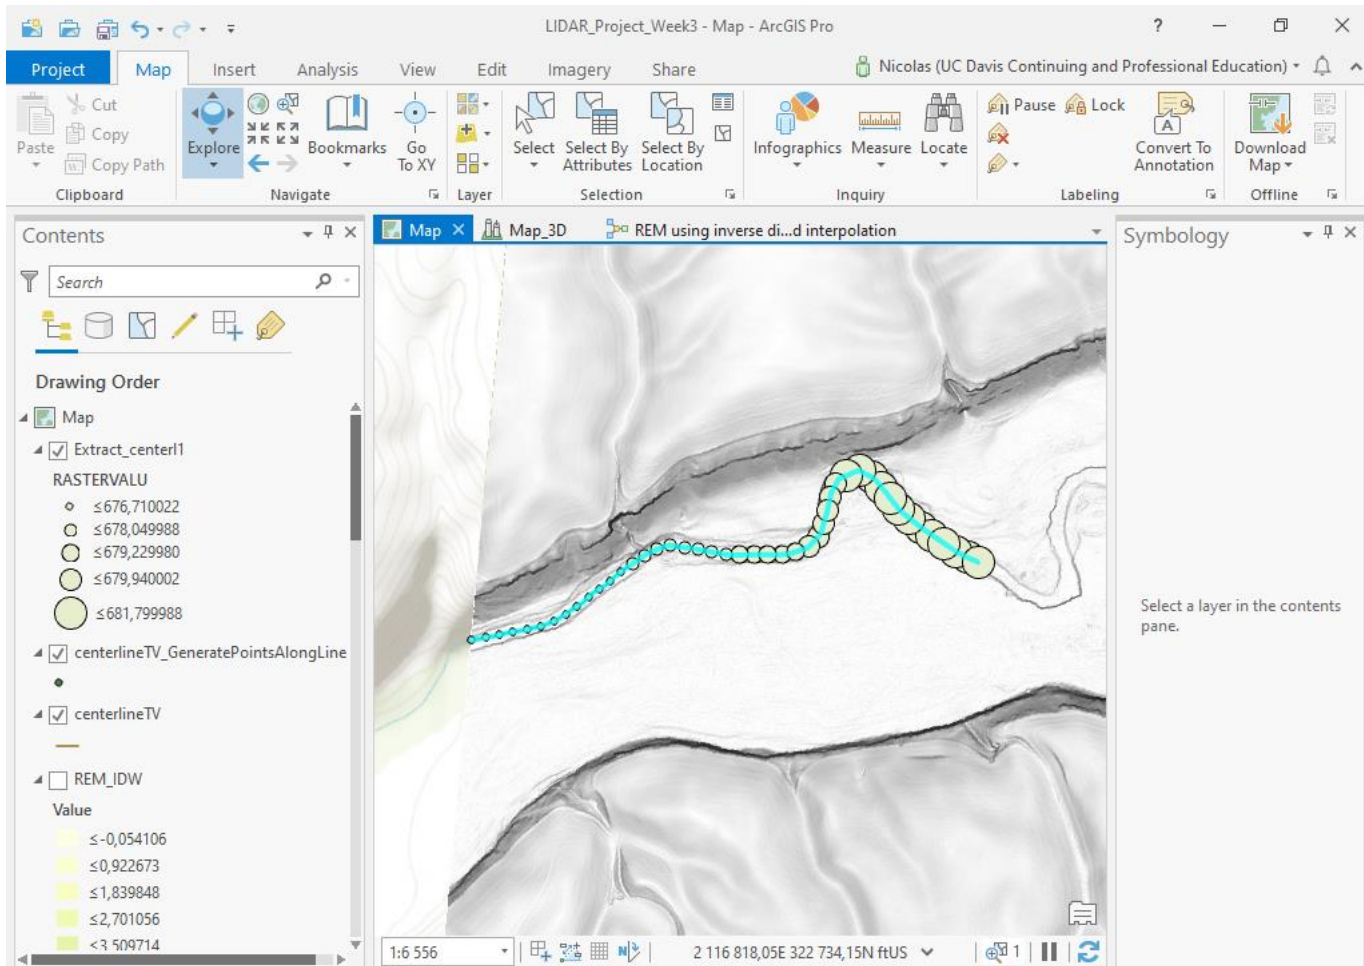 LIDAR_Project_Week3 - Map - ArcGIS Pro
?
Project Map Insert Analysis View Edit Imagery Share
Nicolas (UC Davis Continuing and Professional Education)
Paste
Cut
Copy
Copy Path
Clipboard
Explore
Bookmarks
Go
To XY
Navigate
Layer
Select
Select By
Attributes
Select By
Location
Selection
Infographics
Measure
Locate
Inquiry
Pause
Lock
Convert To
Annotation
Labeling
Download
Map
Offline
Contents
Search
Drawing Order
Map
Extract_centerl1
RASTERVALU
≤676,710022
≤678,049988
≤679,229980
≤679,940002
≤681,799988
centerlineTV_GeneratePointsAlongLine
centerlineTV
REM_IDW
Value
≤-0,054106
≤0,922673
≤1,839848
≤2,701056
≤3,509714
Map
Map_3D
REM using inverse di...d interpolation
1:6 556
2 116 818,05E 322 734,15N ftUS
1
Symbology
Select a layer in the contents
pane.